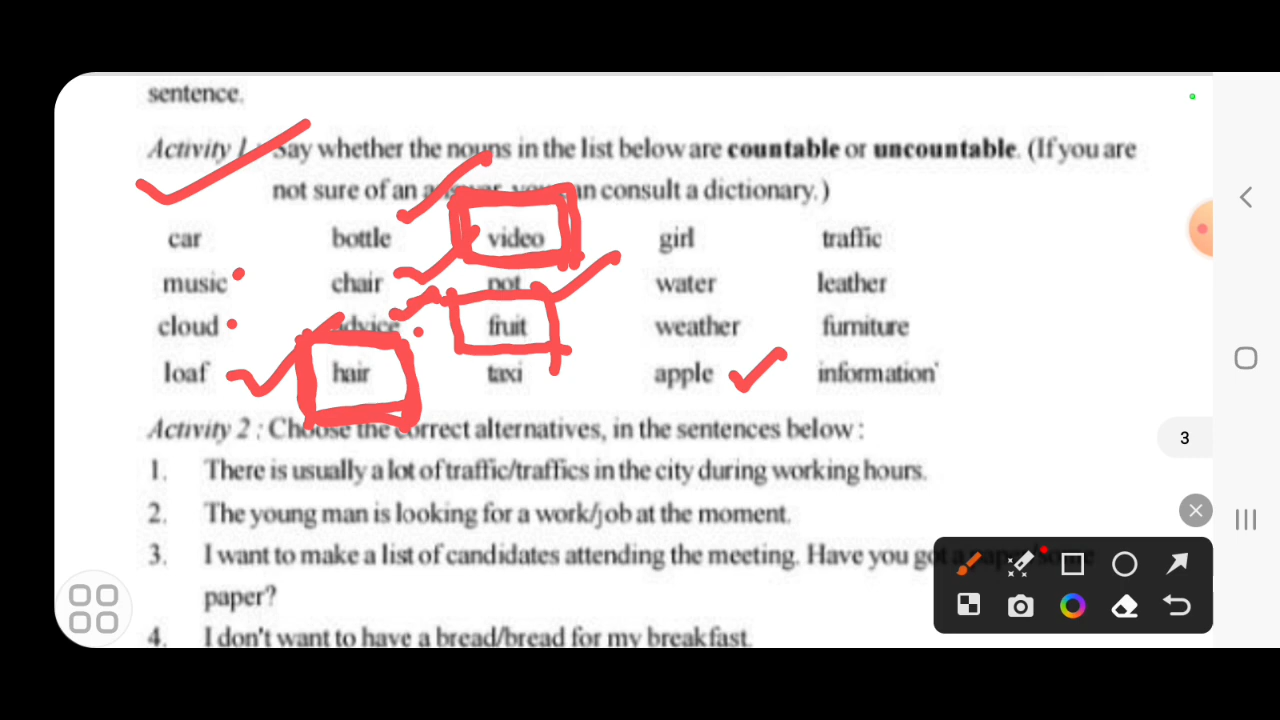 sentence.
Activity 1 : Say whether the nouns in the list below are countable or uncountable. (If you are
not sure of an answer, you can consult a dictionary.)
car bottle video girl traffic
music chair pot water leather
cloud advice fruit weather furniture
loaf hair taxi apple information
Activity 2 : Choose the correct alternatives, in the sentences below :
1. There is usually a lot of traffic/traffics in the city during working hours.
2. The young man is looking for a work/job at the moment.
3. I want to make a list of candidates attending the meeting. Have you got a
paper?
4. I don't want to have a bread/bread for my breakfast.
3